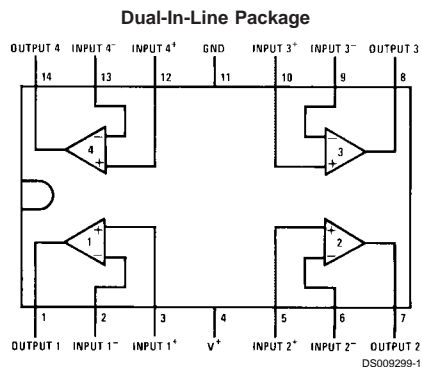 Dual-In-Line Package
OUTPUT 4 INPUT 4⁻ INPUT 4⁺ GND INPUT 3⁺ INPUT 3⁻ OUTPUT 3
14 13 12 11 10 9 8
4 − + − + 3
1 + − + − 2
1 2 3 4 5 6 7
OUTPUT 1 INPUT 1⁻ INPUT 1⁺ V⁺ INPUT 2⁺ INPUT 2⁻ OUTPUT 2
DS009299-1